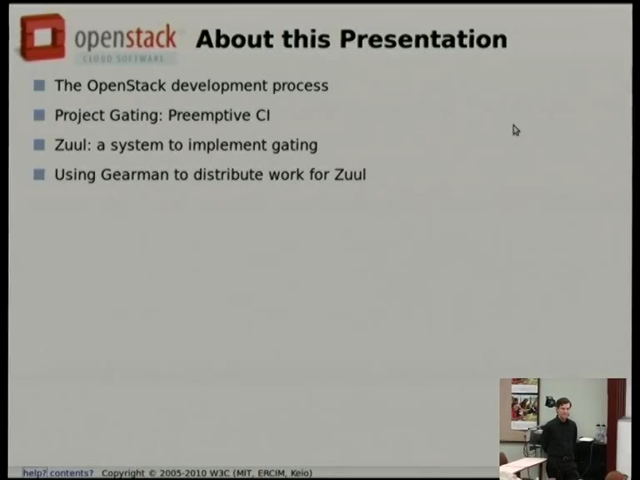 openstack
CLOUD SOFTWARE
About this Presentation
The OpenStack development process
Project Gating: Preemptive CI
Zuul: a system to implement gating
Using Gearman to distribute work for Zuul
help? contents? Copyright © 2005-2010 W3C (MIT, ERCIM, Keio)